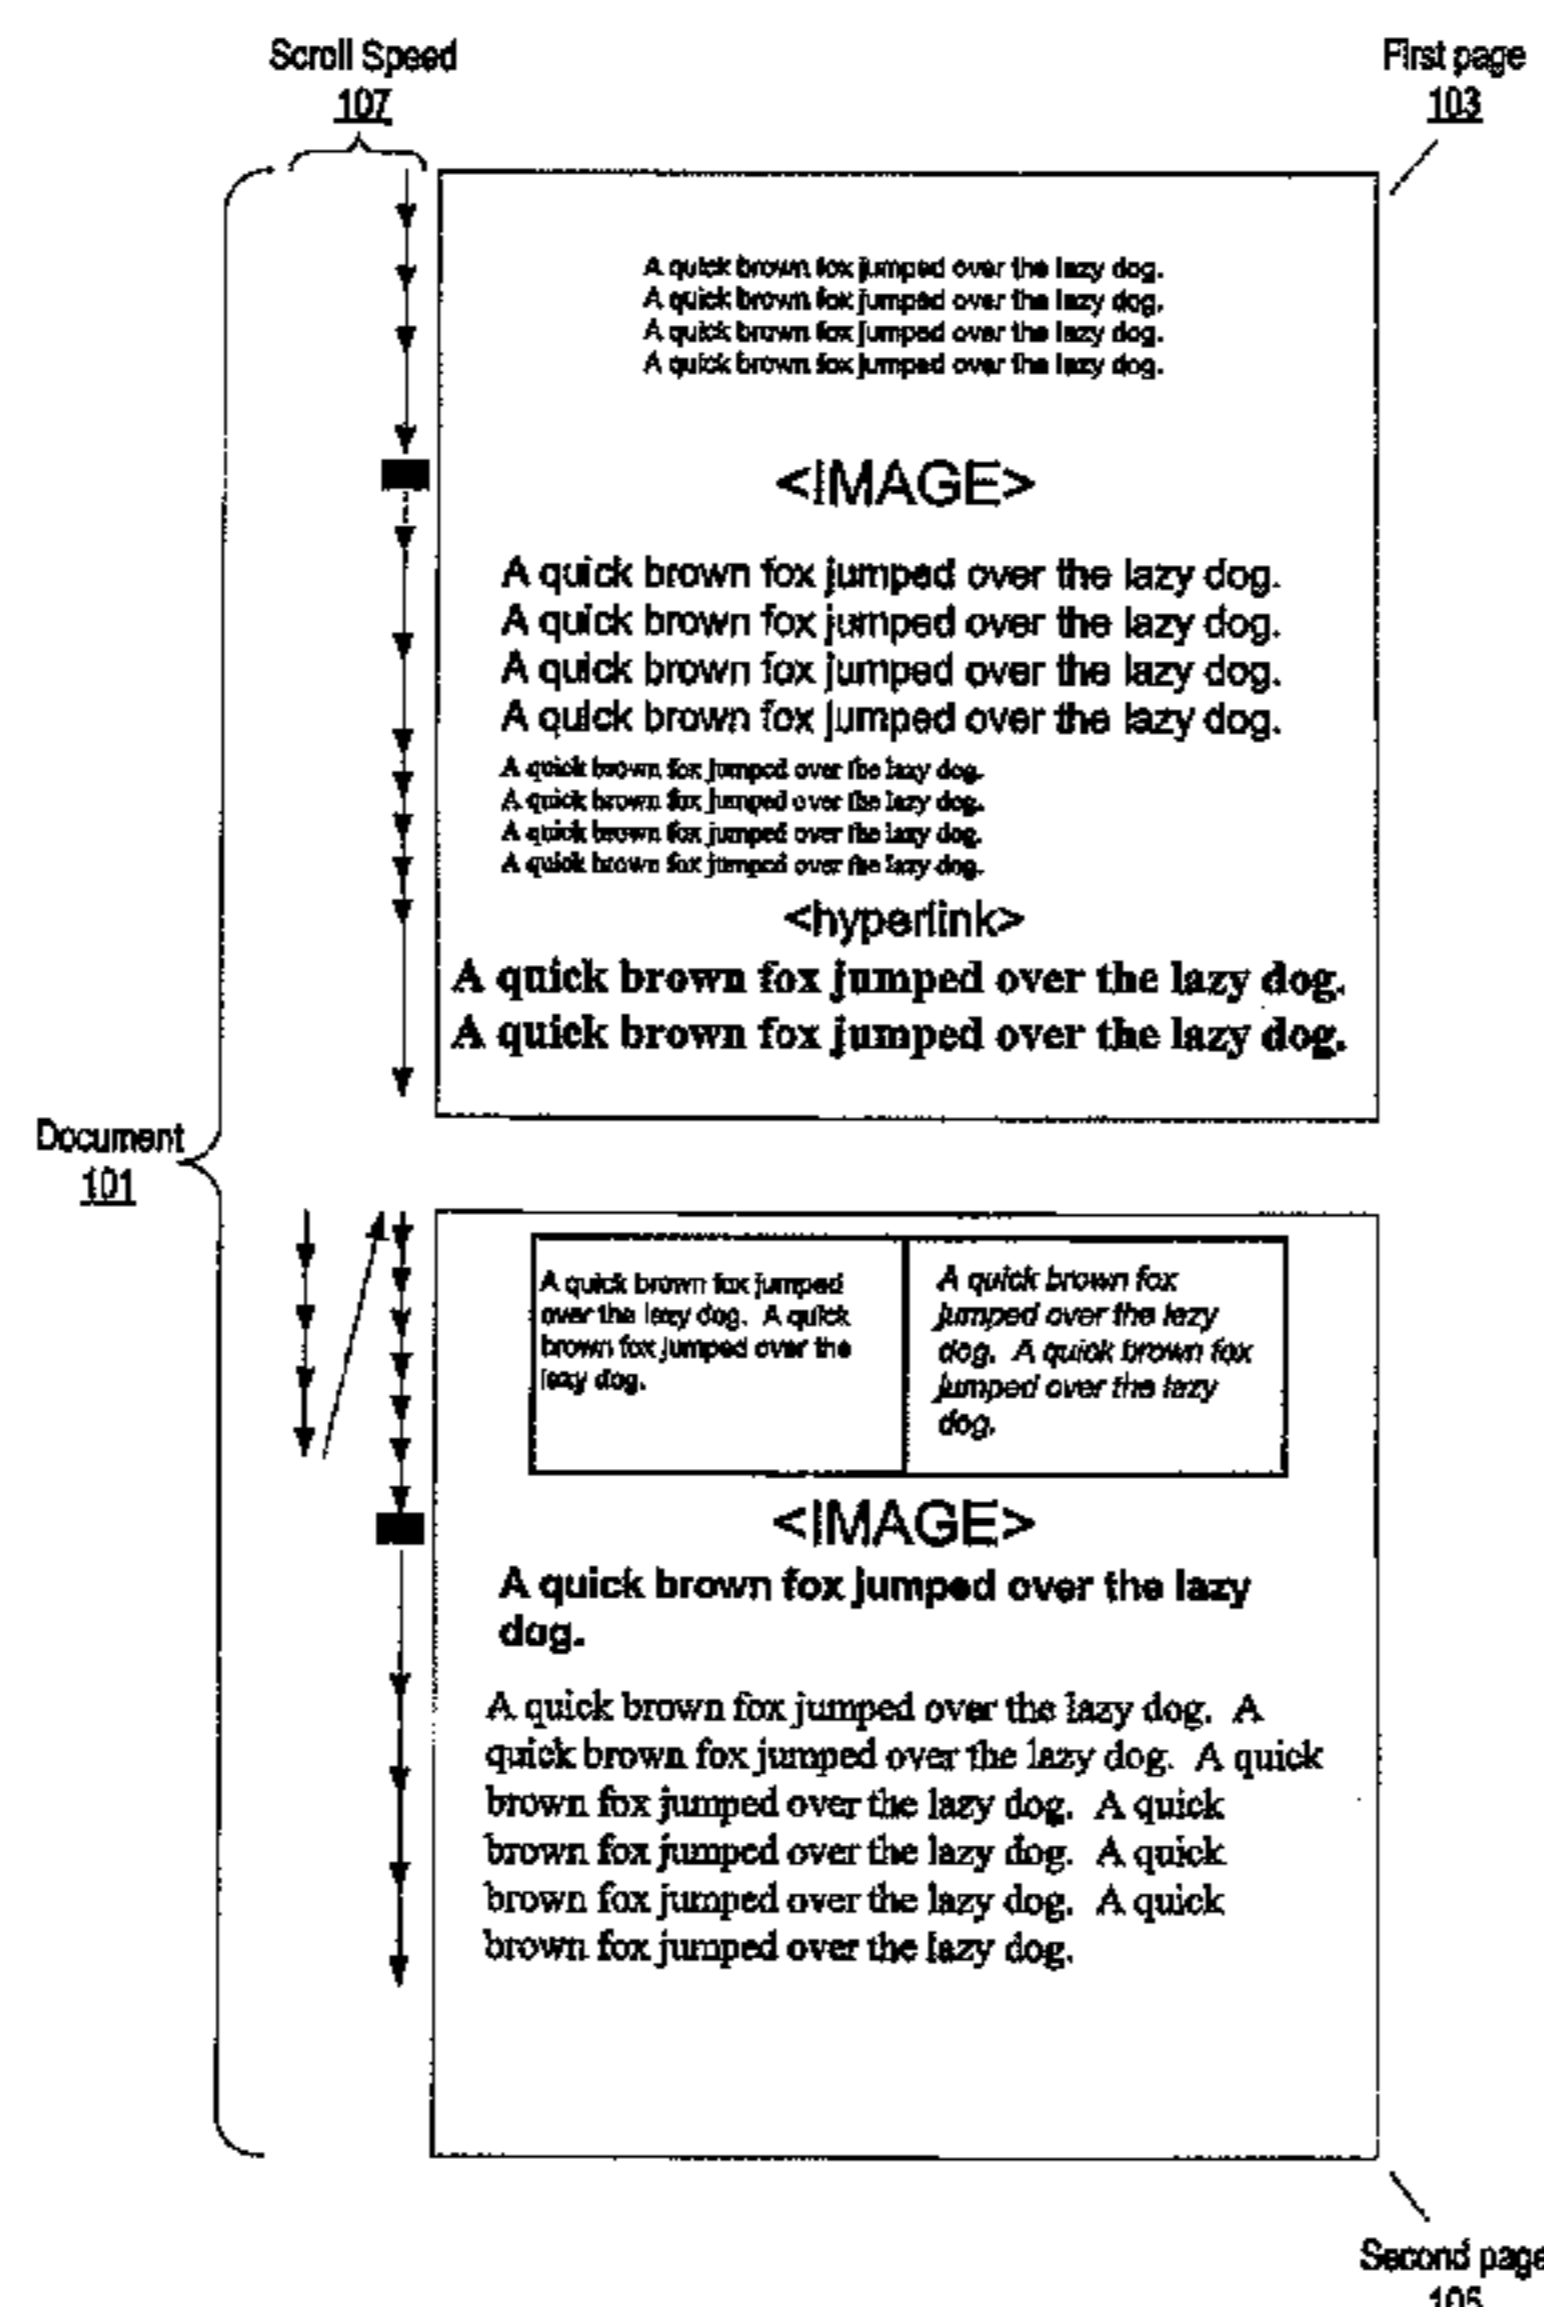 Scroll Speed
107
First page
103
A quick brown fox jumped over the lazy dog.
A quick brown fox jumped over the lazy dog.
A quick brown fox jumped over the lazy dog.
A quick brown fox jumped over the lazy dog.
<IMAGE>
A quick brown fox jumped over the lazy dog.
A quick brown fox jumped over the lazy dog.
A quick brown fox jumped over the lazy dog.
A quick brown fox jumped over the lazy dog.
A quick brown fox jumped over the lazy dog.
A quick brown fox jumped over the lazy dog.
A quick brown fox jumped over the lazy dog.
A quick brown fox jumped over the lazy dog.
<hyperlink>
A quick brown fox jumped over the lazy dog.
A quick brown fox jumped over the lazy dog.
Document
101
A quick brown fox jumped
over the lazy dog. A quick
brown fox jumped over the
lazy dog.
A quick brown fox
jumped over the lazy
dog. A quick brown fox
jumped over the lazy
dog.
<IMAGE>
A quick brown fox jumped over the lazy
dog.
A quick brown fox jumped over the lazy dog. A
quick brown fox jumped over the lazy dog. A quick
brown fox jumped over the lazy dog. A quick
brown fox jumped over the lazy dog. A quick
brown fox jumped over the lazy dog. A quick
brown fox jumped over the lazy dog.
Second page